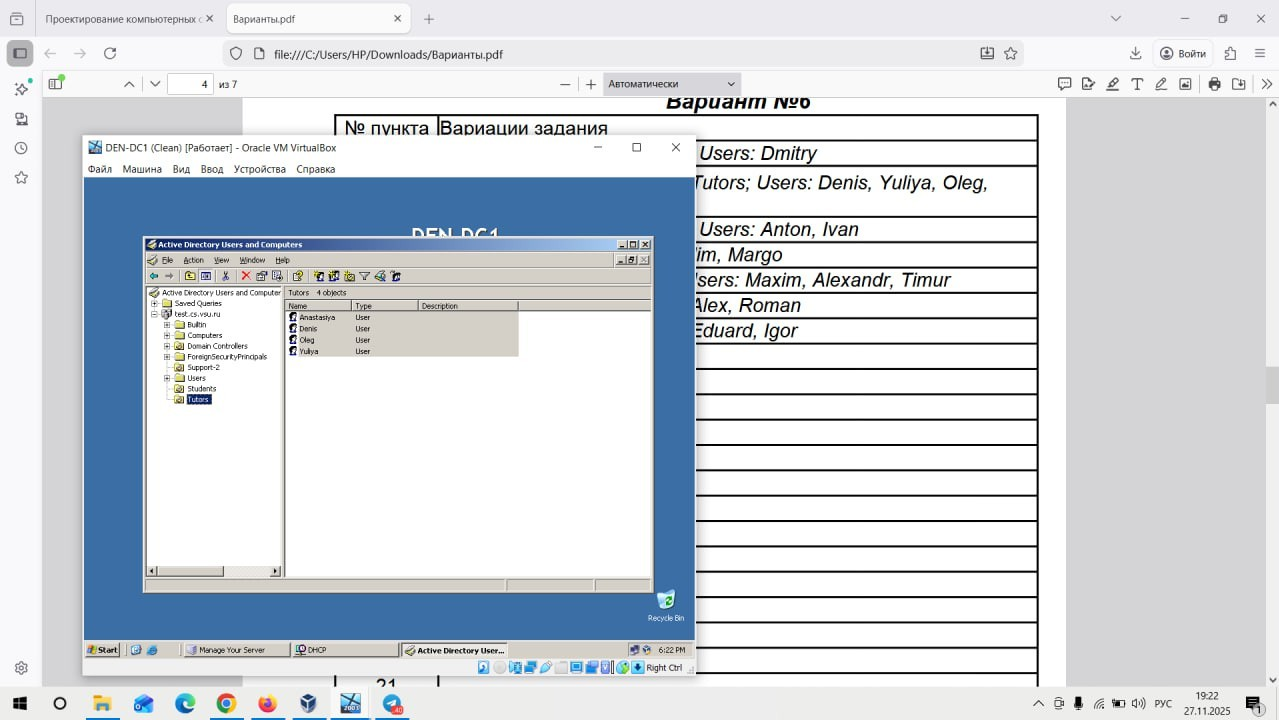 Проектирование компьютерных с
Варианты.pdf
file:///C:/Users/HP/Downloads/Варианты.pdf
Войти
4 из 7
Автоматически
Вариант №6
№ пункта Вариации задания
Users: Dmitry
Tutors; Users: Denis, Yuliya, Oleg,
Users: Anton, Ivan
im, Margo
sers: Maxim, Alexandr, Timur
Alex, Roman
Eduard, Igor
21
DEN-DC1 (Clean) [Работает] - Oracle VM VirtualBox
Файл Машина Вид Ввод Устройства Справка
DEN-DC1
Active Directory Users and Computers
File Action View Window Help
Active Directory Users and Computer
Saved Queries
test.cs.vsu.ru
Builtin
Computers
Domain Controllers
ForeignSecurityPrincipals
Support-2
Users
Students
Tutors
Tutors 4 objects
Name Type Description
Anastasiya User
Denis User
Oleg User
Yuliya User
Recycle Bin
Start Manage Your Server DHCP Active Directory User... 6:22 PM
Right Ctrl
РУС
19:22
27.11.2025